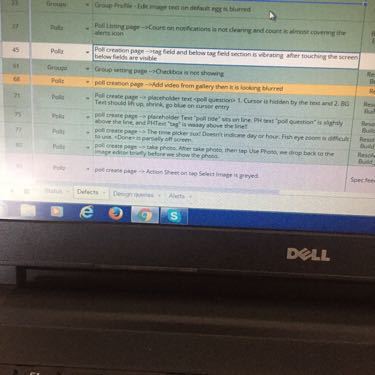 33 Groups Group Profile - Edit image text on default egg is blurred
37 Pollz Poll Listing page -->Count on notifications is not clearing and count is almost covering the
alerts icon
45 Pollz Poll creation page -->tag field and below tag field section is vibrating after touching the screen
below fields are visible
61 Groups Group setting page -->Checkbox is not showing
68 Pollz poll creation page -->Add video from gallery then it is looking blurred
71 Pollz Poll create page -> placeholder text <poll question> 1. Cursor is hidden by the text and 2. BG
Text should lift up, shrink, go blue on cursor entry
75 Pollz Poll create page -> placeholder Text "poll title" sits on line. PH text "poll question" is slightly
above the line, and PHText "tag" is waaay above the line!!
77 Pollz Poll create page -> The time picker sux! Doesn't indicate day or hour. Fish eye zoom is difficult
to use. <Done> is partially off screen.
Pollz Poll create page -> take photo. After take photo, then tap Use Photo, we drop back to the
image editor briefly before we show the photo.
Pollz poll create page -> Action Sheet on tap Select Image is greyed.
Spec feed
Build
Status Defects Design queries Alerts
DELL